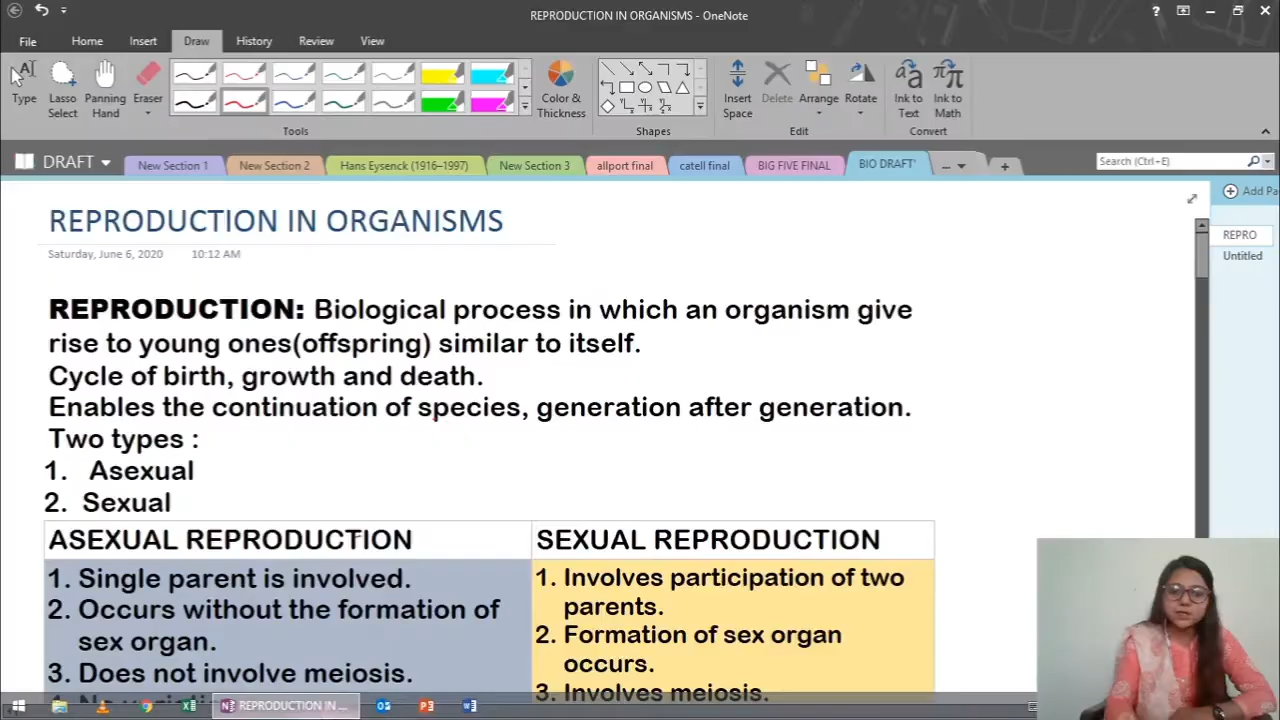 REPRODUCTION IN ORGANISMS - OneNote
File Home Insert Draw History Review View
Type
Lasso Select
Panning Hand
Eraser
Color & Thickness
Insert Space
Delete
Arrange
Rotate
Ink to Text
Ink to Math
Tools Shapes Edit Convert
DRAFT New Section 1 New Section 2 Hans Eysenck (1916–1997) New Section 3 allport final catell final BIG FIVE FINAL BIO DRAFT' Search (Ctrl+E)
Add Pa
REPRO
Untitled
REPRODUCTION IN ORGANISMS
Saturday, June 6, 2020 10:12 AM
REPRODUCTION: Biological process in which an organism give
rise to young ones(offspring) similar to itself.
Cycle of birth, growth and death.
Enables the continuation of species, generation after generation.
Two types :
1. Asexual
2. Sexual
ASEXUAL REPRODUCTION
1. Single parent is involved.
2. Occurs without the formation of
sex organ.
3. Does not involve meiosis.
SEXUAL REPRODUCTION
1. Involves participation of two
parents.
2. Formation of sex organ
occurs.
3. Involves meiosis.
REPRODUCTION IN ...